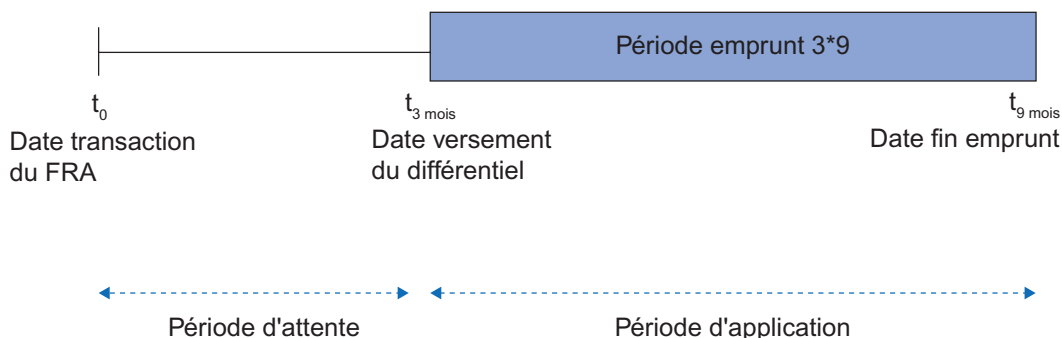 Période emprunt 3*9
t0
t3 mois
t9 mois
Date transaction
du FRA
Date versement
du différentiel
Date fin emprunt
Période d'attente
Période d'application